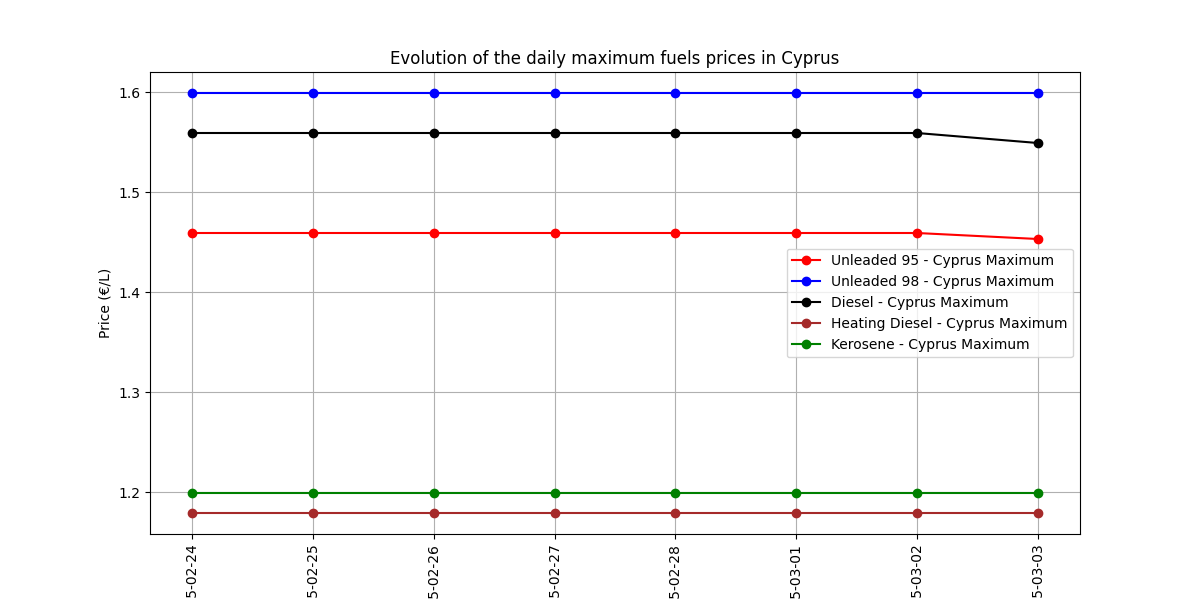 Evolution of the daily maximum fuels prices in Cyprus
Price (€/L)
1.6
1.5
1.4
1.3
1.2
Unleaded 95 - Cyprus Maximum
Unleaded 98 - Cyprus Maximum
Diesel - Cyprus Maximum
Heating Diesel - Cyprus Maximum
Kerosene - Cyprus Maximum
5-02-24
5-02-25
5-02-26
5-02-27
5-02-28
5-03-01
5-03-02
5-03-03